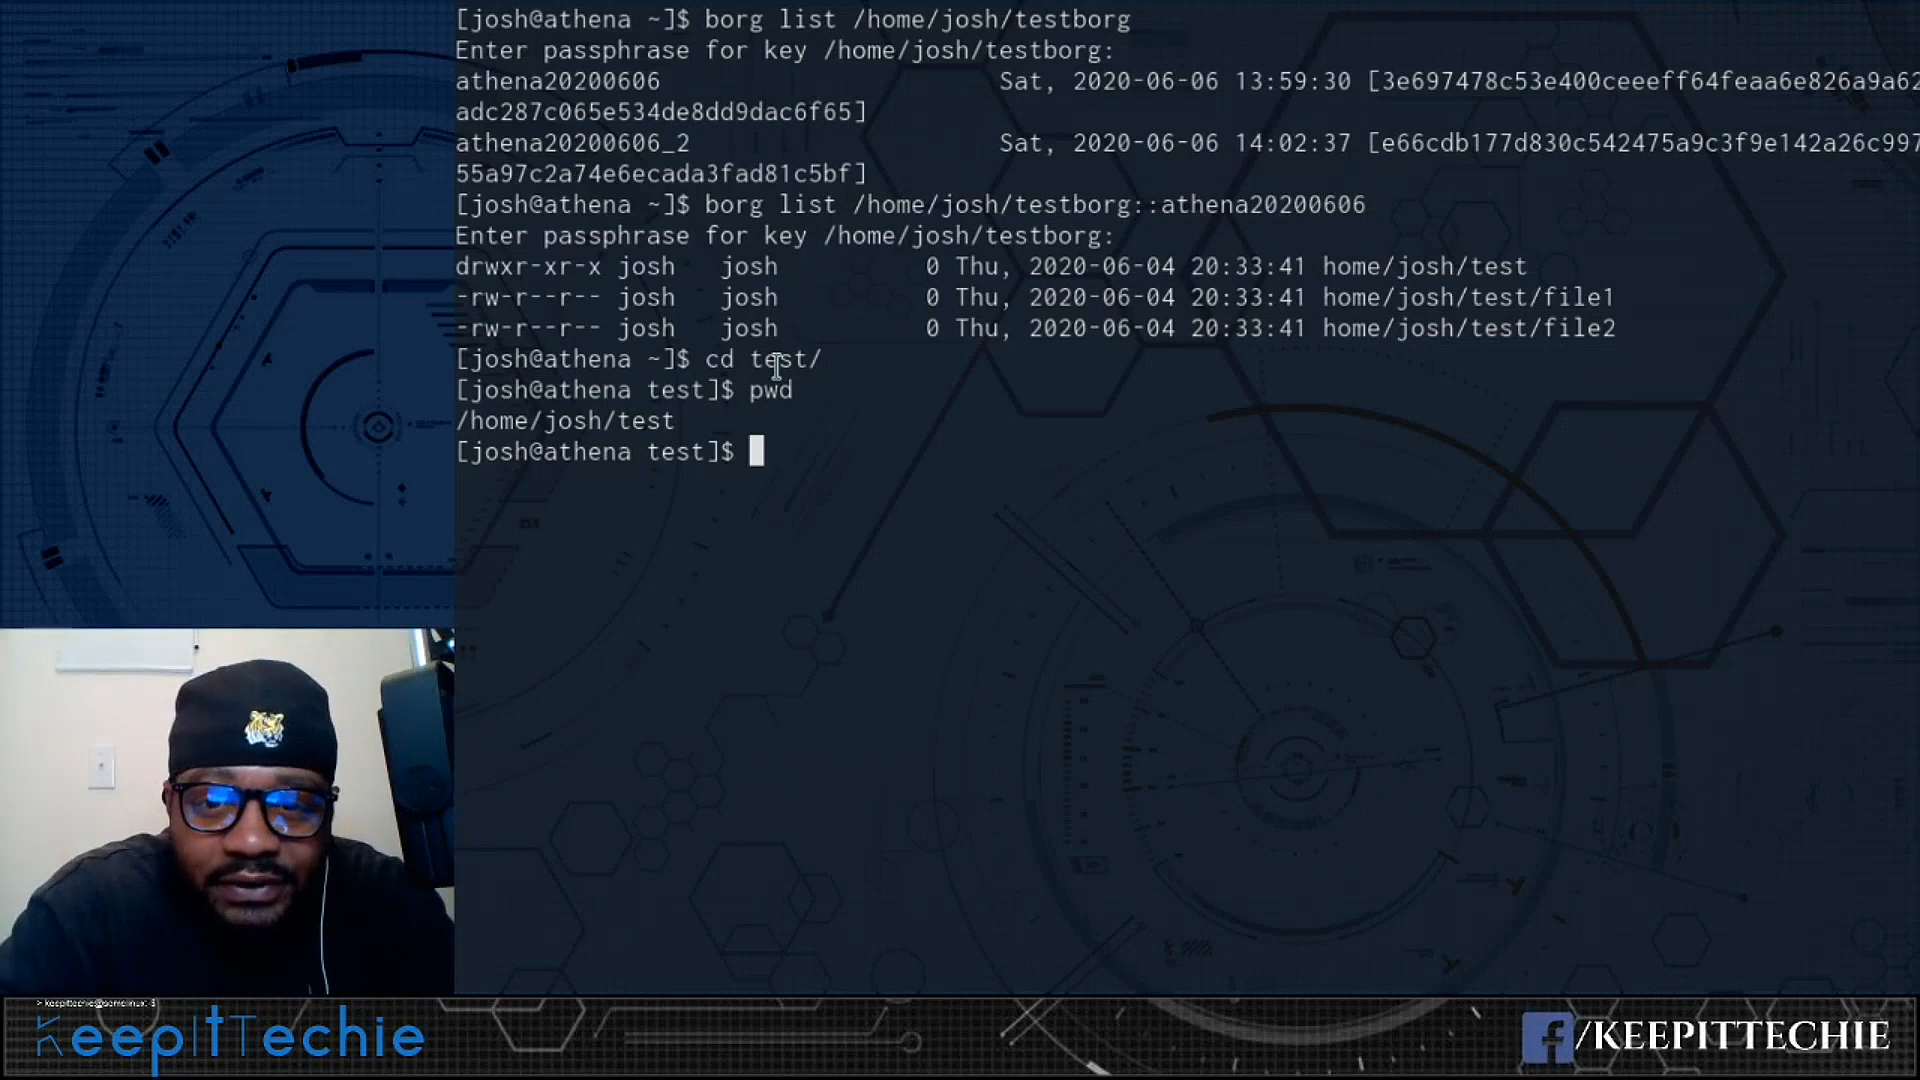 [josh@athena ~]$ borg list /home/josh/testborg
Enter passphrase for key /home/josh/testborg:
athena20200606 Sat, 2020-06-06 13:59:30 [3e697478c53e400ceeeff64feaa6e826a9a62
adc287c065e534de8dd9dac6f65]
athena20200606_2 Sat, 2020-06-06 14:02:37 [e66cdb177d830c542475a9c3f9e142a26c997
55a97c2a74e6ecada3fad81c5bf]
[josh@athena ~]$ borg list /home/josh/testborg::athena20200606
Enter passphrase for key /home/josh/testborg:
drwxr-xr-x josh josh 0 Thu, 2020-06-04 20:33:41 home/josh/test
-rw-r--r-- josh josh 0 Thu, 2020-06-04 20:33:41 home/josh/test/file1
-rw-r--r-- josh josh 0 Thu, 2020-06-04 20:33:41 home/josh/test/file2
[josh@athena ~]$ cd test/
[josh@athena test]$ pwd
/home/josh/test
[josh@athena test]$
KeepItTechie
/KEEPITTECHIE